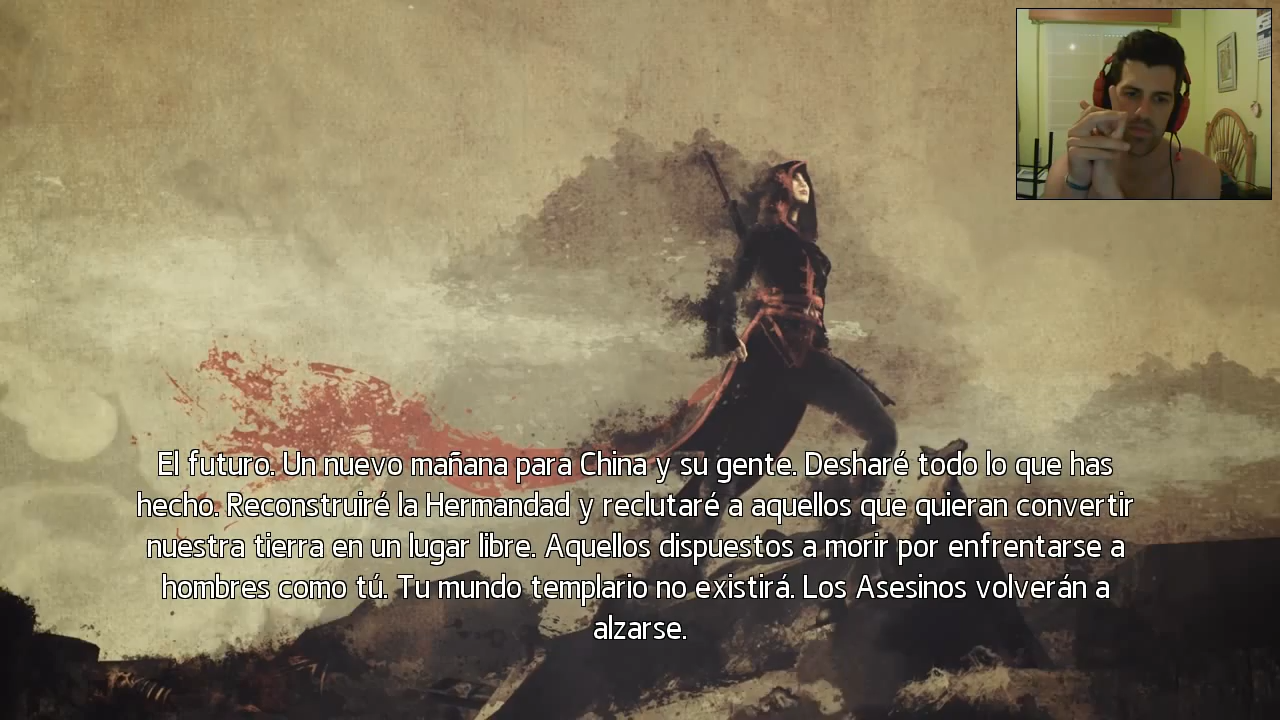 El futuro. Un nuevo mañana para China y su gente. Desharé todo lo que has
hecho. Reconstruiré la Hermandad y reclutaré a aquellos que quieran convertir
nuestra tierra en un lugar libre. Aquellos dispuestos a morir por enfrentarse a
hombres como tú. Tu mundo templario no existirá. Los Asesinos volverán a
alzarse.